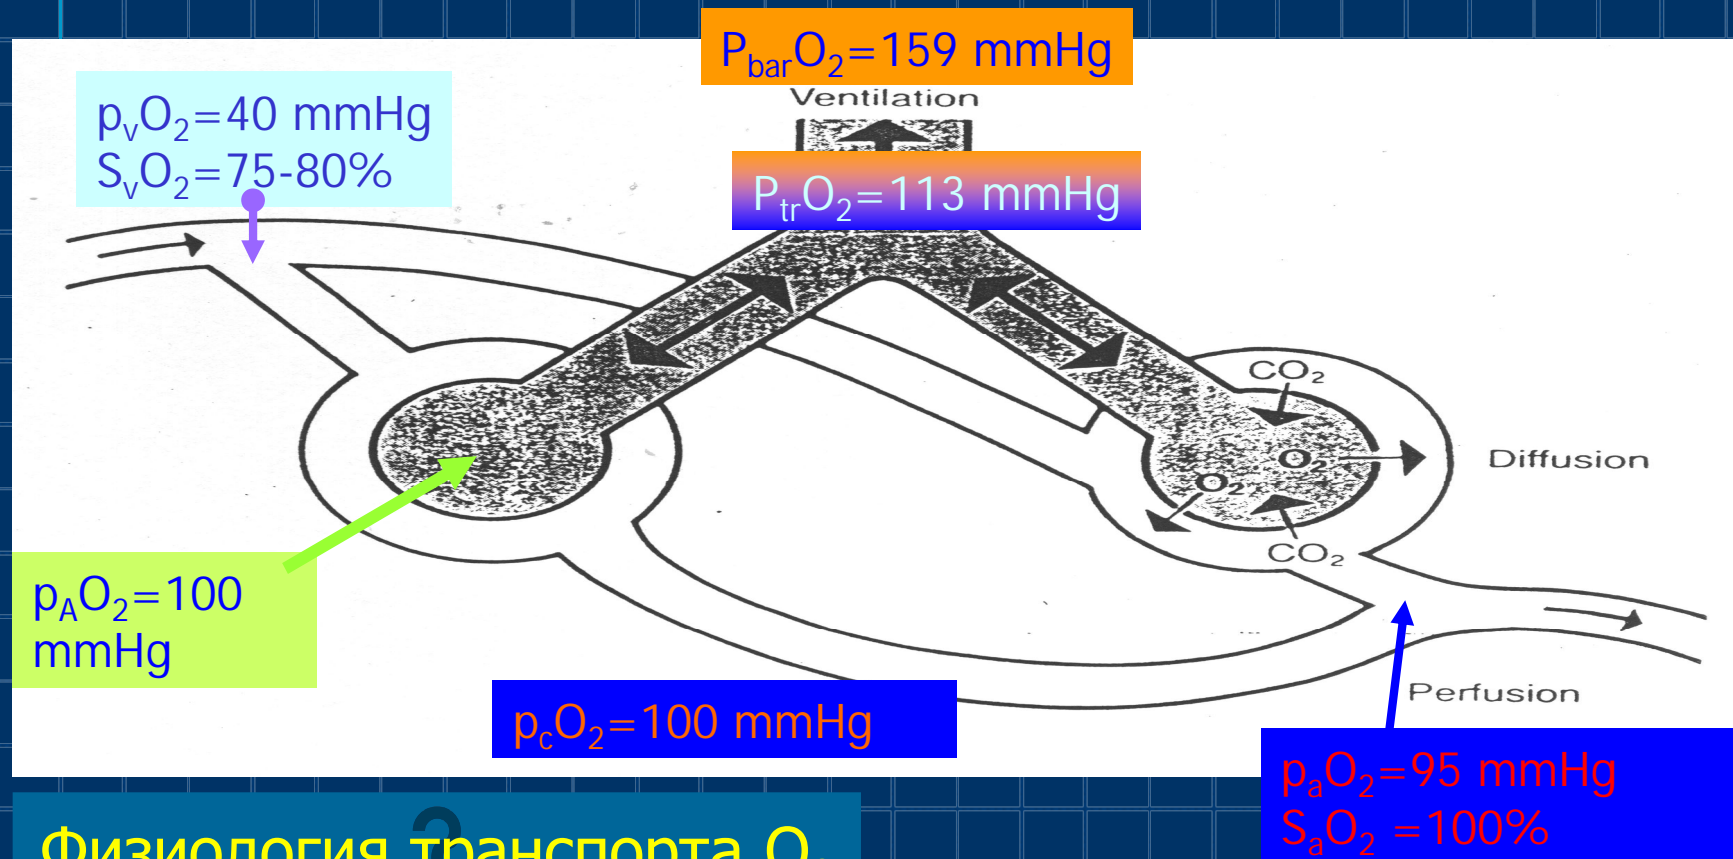 PbarO₂=159 mmHg
Ventilation
pᵥO₂=40 mmHg
SᵥO₂=75-80%
PtrO₂=113 mmHg
CO₂
O₂
Diffusion
O₂
CO₂
pAO₂=100
mmHg
Perfusion
pcO₂=100 mmHg
paO₂=95 mmHg
SaO₂ =100%
2
Физиология транспорта O₂